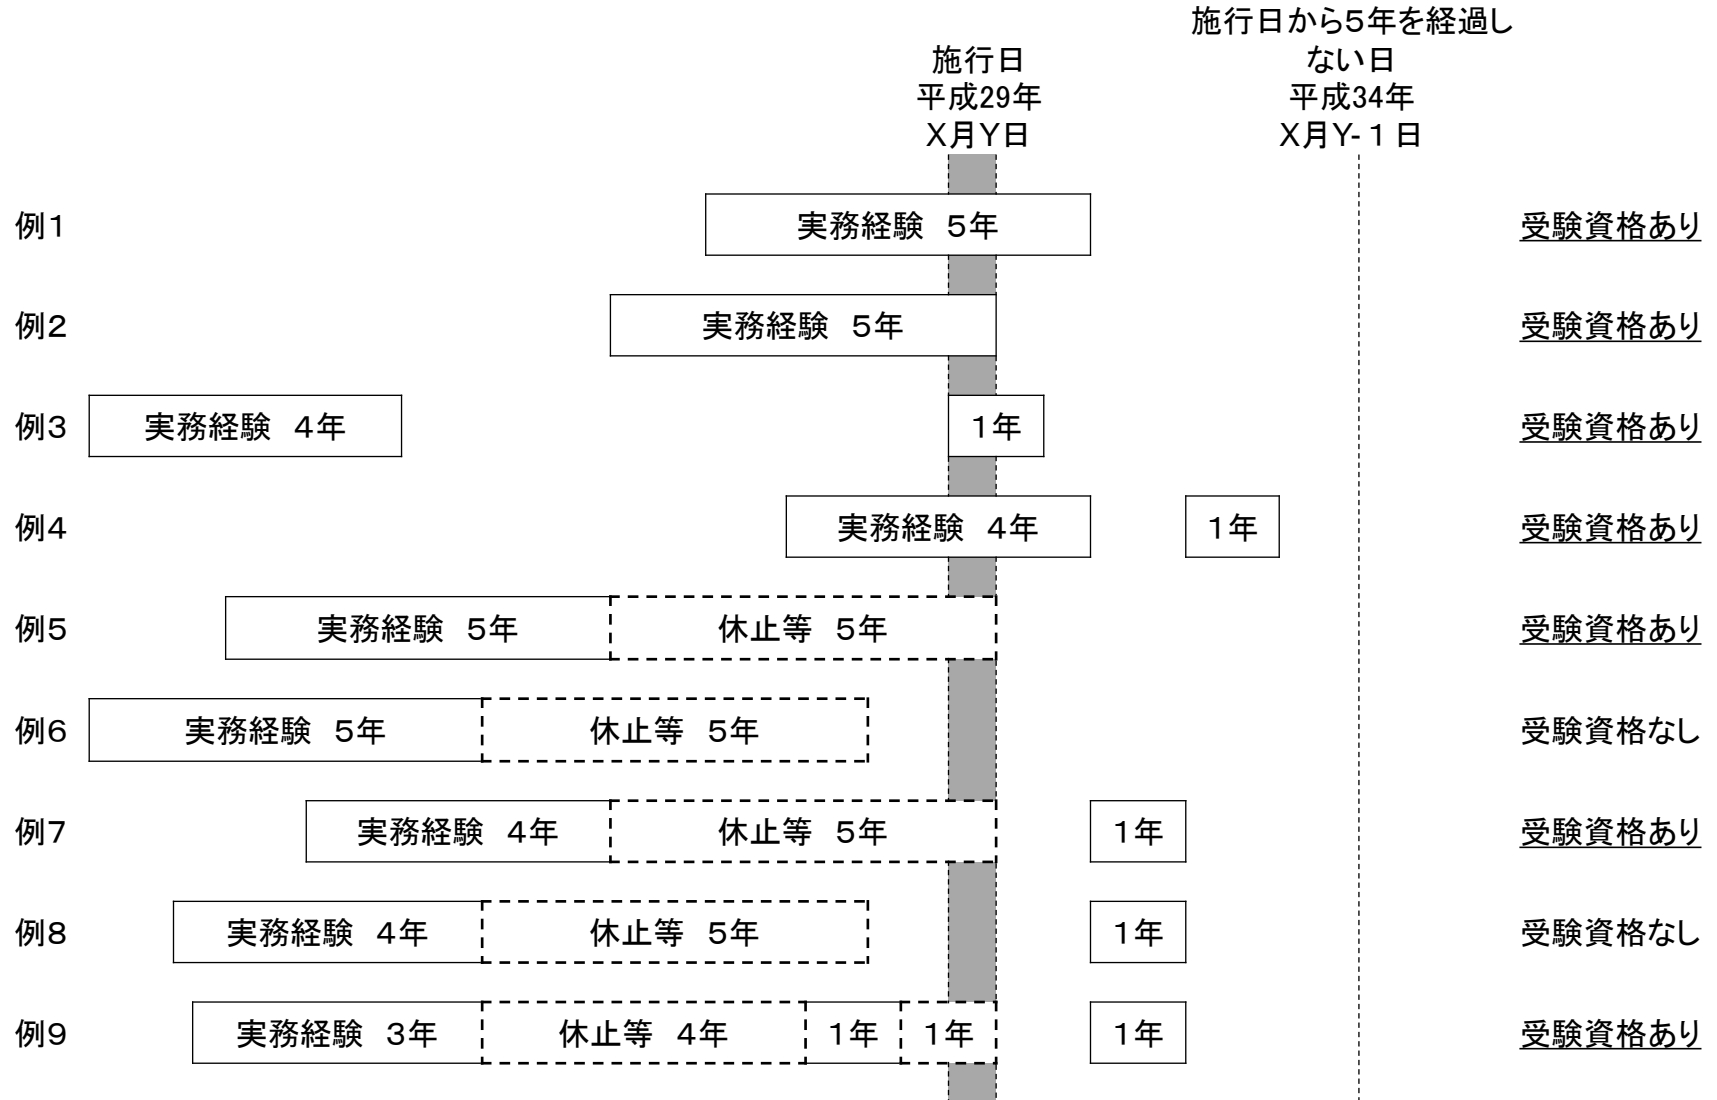 施行日から5年を経過し
ない日
平成34年
X月Y-１日
施行日
平成29年
X月Y日
例1 実務経験 5年 受験資格あり
例2 実務経験 5年 受験資格あり
例3 実務経験 4年 1年 受験資格あり
例4 実務経験 4年 1年 受験資格あり
例5 実務経験 5年 休止等 5年 受験資格あり
例6 実務経験 5年 休止等 5年 受験資格なし
例7 実務経験 4年 休止等 5年 1年 受験資格あり
例8 実務経験 4年 休止等 5年 1年 受験資格なし
例9 実務経験 3年 休止等 4年 1年 1年 1年 受験資格あり